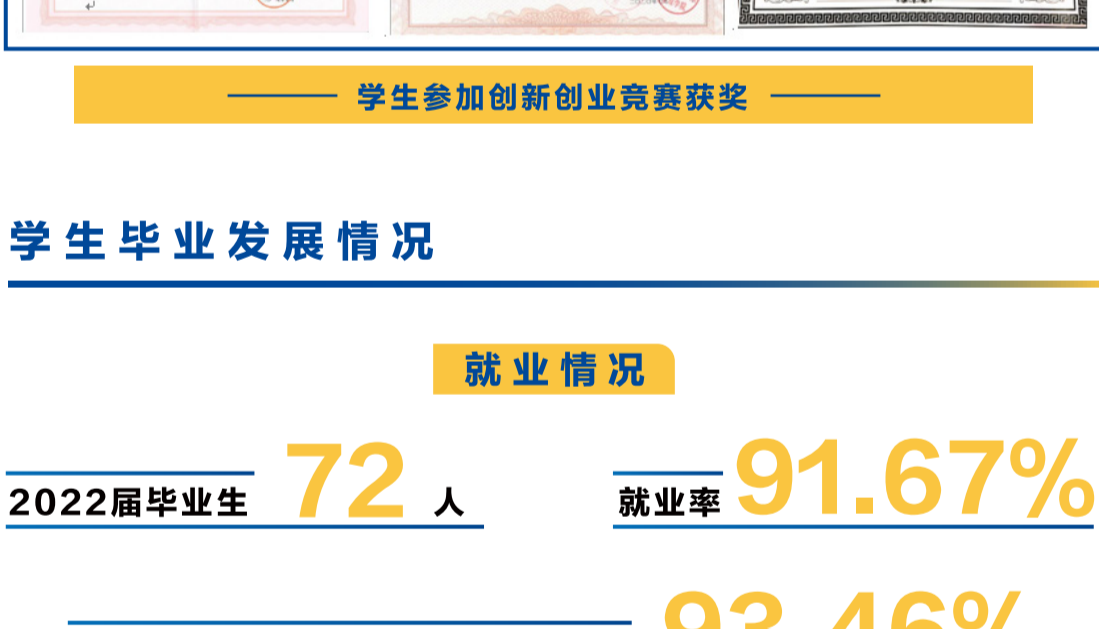 学生参加创新创业竞赛获奖
学生毕业发展情况
就业情况
2022届毕业生 72 人
就业率 91.67%
93.46%